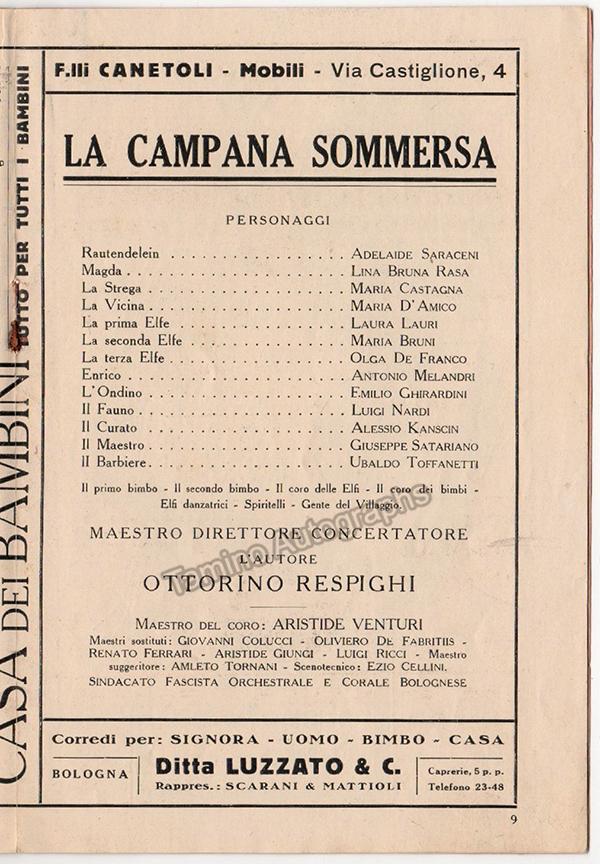 F.lli CANETOLI - Mobili - Via Castiglione, 4
LA CAMPANA SOMMERSA
PERSONAGGI
Rautendelein . . . . . . . . . . . . . . . . . ADELAIDE SARACENI
Magda . . . . . . . . . . . . . . . . . . . . . LINA BRUNA RASA
La Strega . . . . . . . . . . . . . . . . . . . MARIA CASTAGNA
La Vicina . . . . . . . . . . . . . . . . . . . MARIA D'AMICO
La prima Elfe . . . . . . . . . . . . . . . . . LAURA LAURI
La seconda Elfe . . . . . . . . . . . . . . . . MARIA BRUNI
La terza Elfe . . . . . . . . . . . . . . . . . OLGA DE FRANCO
Enrico . . . . . . . . . . . . . . . . . . . . ANTONIO MELANDRI
L'Ondino . . . . . . . . . . . . . . . . . . . EMILIO GHIRARDINI
Il Fauno . . . . . . . . . . . . . . . . . . . LUIGI NARDI
Il Curato . . . . . . . . . . . . . . . . . . . ALESSIO KANSCIN
Il Maestro . . . . . . . . . . . . . . . . . . GIUSEPPE SATARIANO
Il Barbiere . . . . . . . . . . . . . . . . . . UBALDO TOFFANETTI
Il primo bimbo - Il secondo bimbo - Il coro delle Elfi - Il coro dei bimbi -
Elfi danzatrici - Spiritelli - Gente del Villaggio.
MAESTRO DIRETTORE CONCERTATORE
L'AUTORE
OTTORINO RESPIGHI
MAESTRO DEL CORO: ARISTIDE VENTURI
Maestri sostituti: GIOVANNI COLUCCI - OLIVIERO DE FABRITIIS -
RENATO FERRARI - ARISTIDE GIUNGI - LUIGI RICCI - Maestro
suggeritore: AMLETO TORNANI - Scenotecnico: EZIO CELLINI.
SINDACATO FASCISTA ORCHESTRALE E CORALE BOLOGNESE
Corredi per: SIGNORA - UOMO - BIMBO - CASA
BOLOGNA
Ditta LUZZATO & C.
Rappres.: SCARANI & MATTIOLI
Caprerie, 5 p. p.
Telefono 23-48
9
CASA DEI BAMBINI TUTTO PER TUTTI I BAMBINI
Tamino Autographs